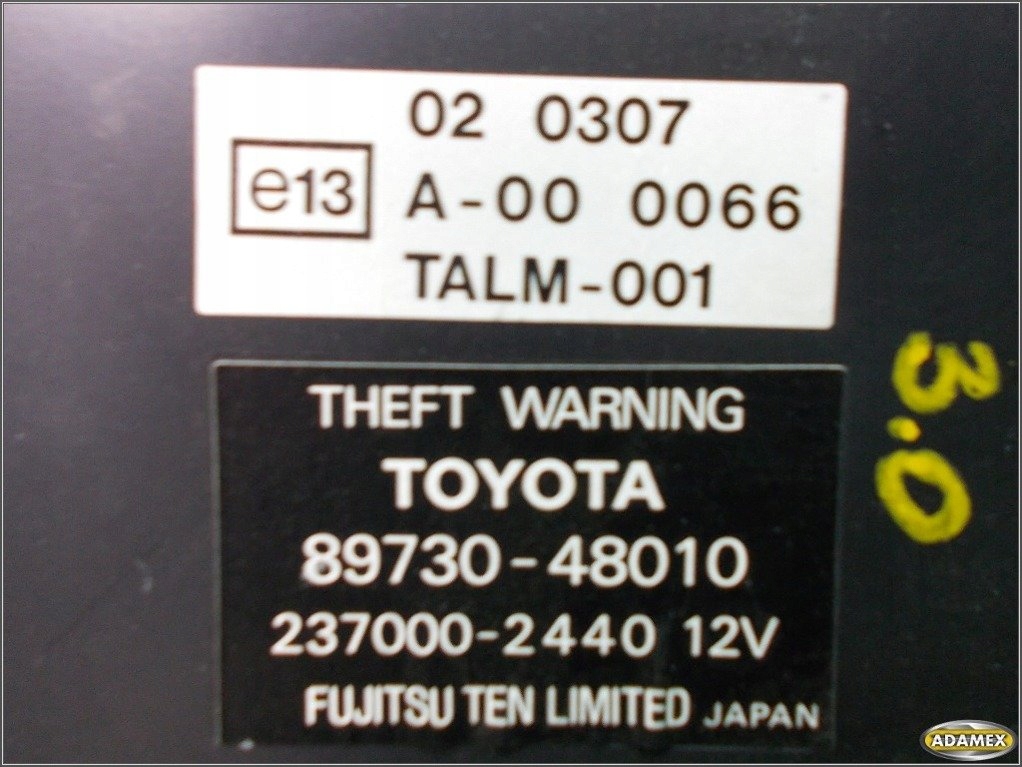 02 0307
e13 A-00 0066
TALM-001
THEFT WARNING
TOYOTA
89730-48010
237000-2440 12V
FUJITSU TEN LIMITED JAPAN
3.0
ADAMEX